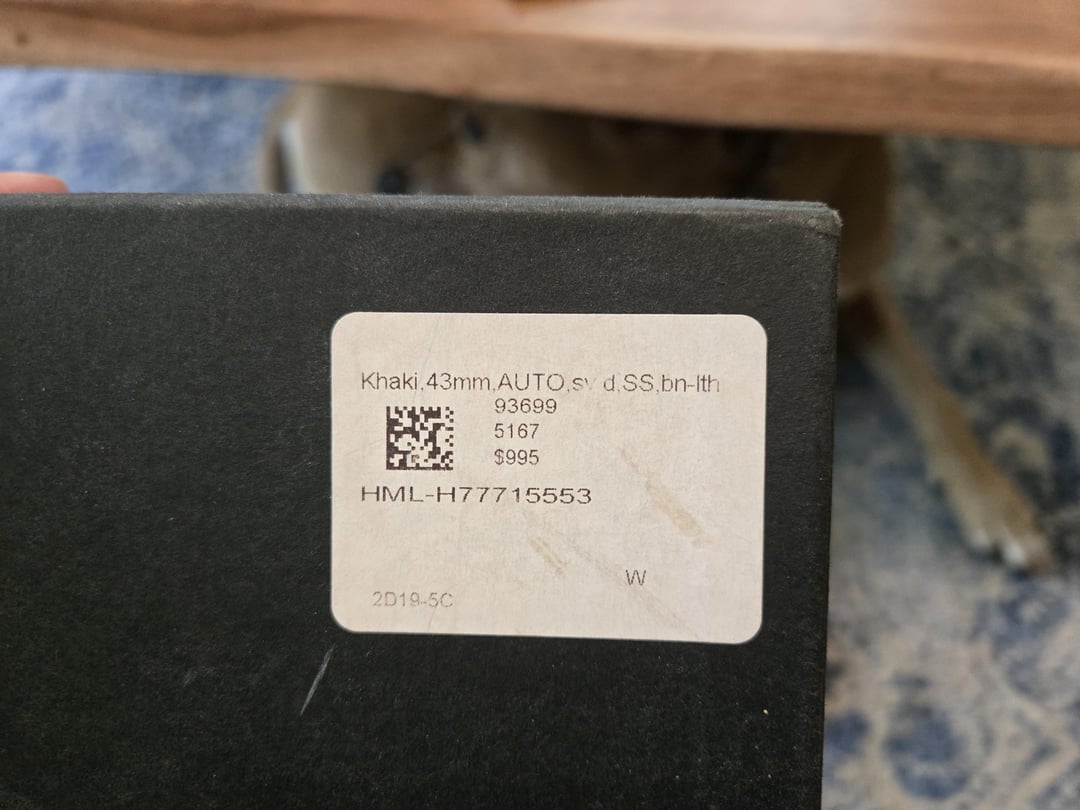 Khaki,43mm,AUTO,sv d,SS,bn-lth
93699
5167
$995
HML-H77715553
W
2D19-5C